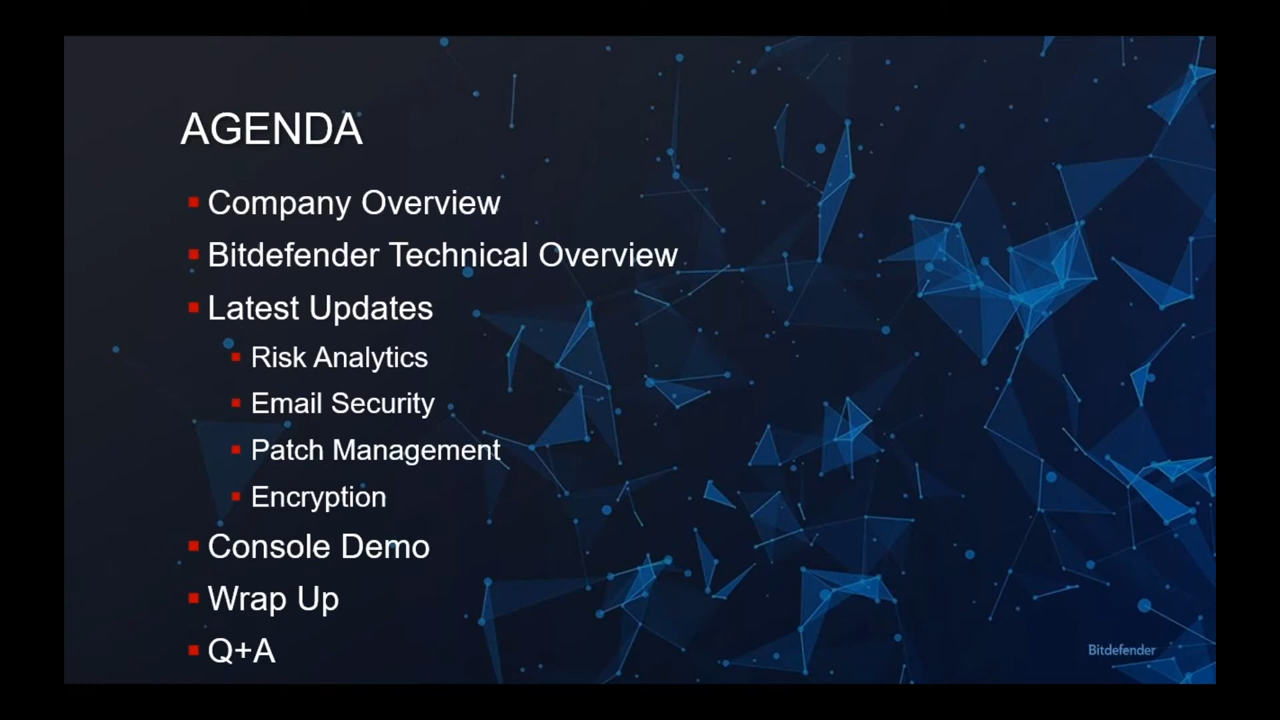 AGENDA
Company Overview
Bitdefender Technical Overview
Latest Updates
Risk Analytics
Email Security
Patch Management
Encryption
Console Demo
Wrap Up
Q+A
Bitdefender